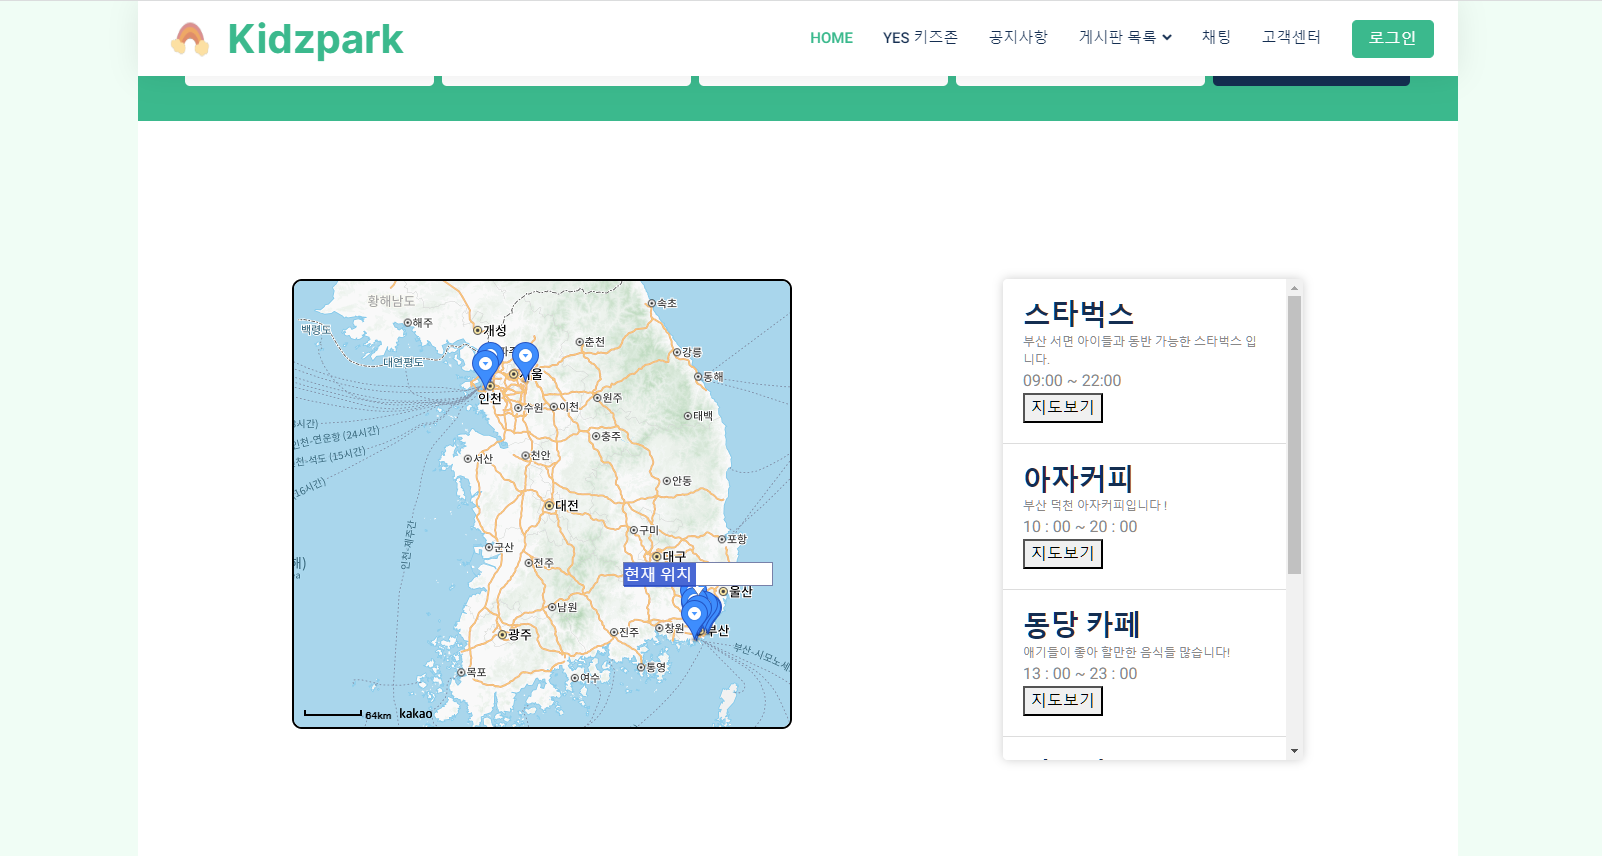 Kidzpark
HOME
YES 키즈존
공지사항
게시판 목록
채팅
고객센터
로그인
황해남도
속초
백령도
해주
개성
파주
춘천
대연평도
강릉
서울
동해
인천
수원
이천
원주
태백
인천-연운항 (24시간)
충주
천-석도 (15시간)
서산
천안
16시간)
안동
대전
인천-제주간
구미
군산
포항
전주
대구
현재 위치
울산
남원
광주
진주
창원
부산
목포
통영
여수
부산-시모노세
64km
kakao
스타벅스
부산 서면 아이들과 동반 가능한 스타벅스 입
니다.
09:00 ~ 22:00
지도보기
아자커피
부산 덕천 아자커피입니다 !
10 : 00 ~ 20 : 00
지도보기
동당 카페
애기들이 좋아 할만한 음식들 많습니다!
13 : 00 ~ 23 : 00
지도보기